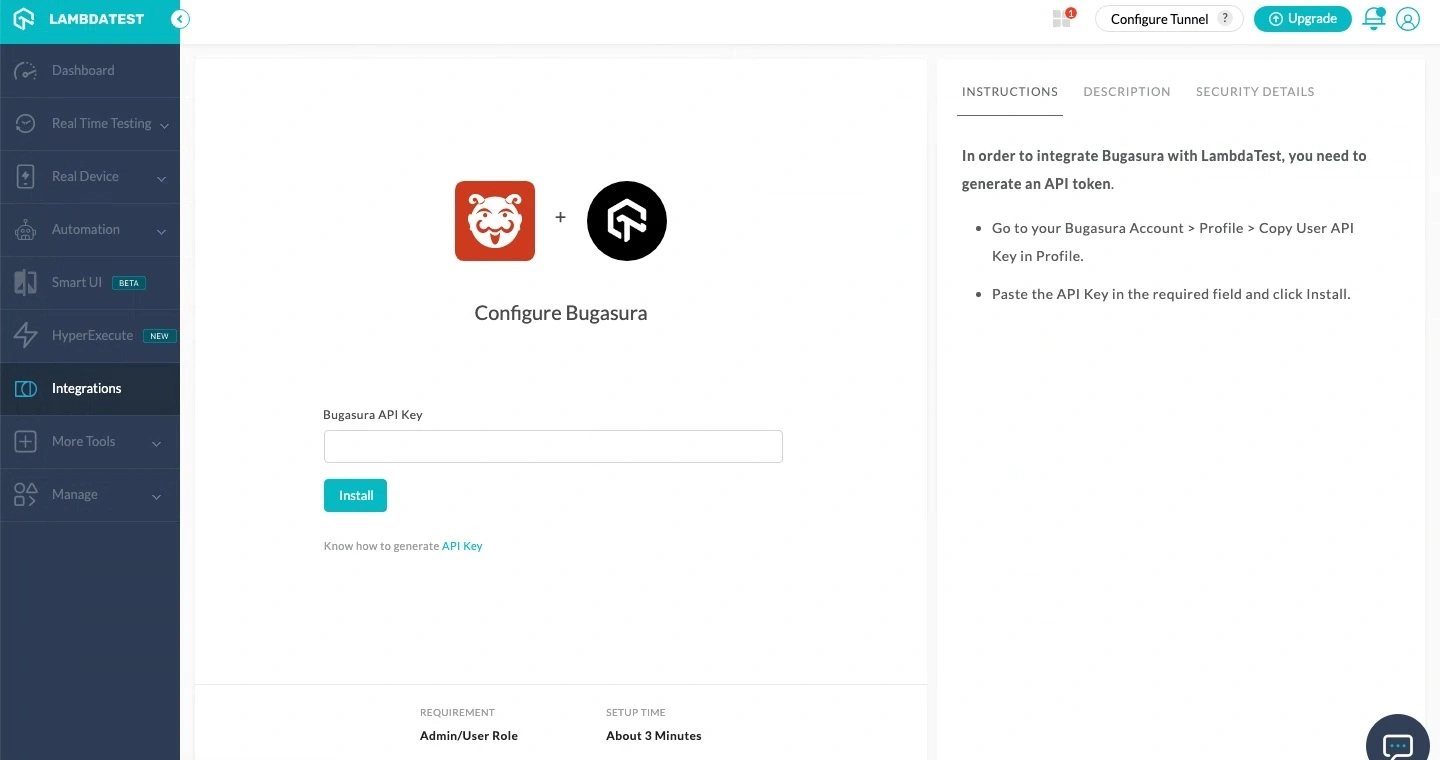 LAMBDATEST
1
Configure Tunnel ?
Upgrade
Dashboard
Real Time Testing
Real Device
Automation
Smart UI BETA
HyperExecute NEW
Integrations
More Tools
Manage
+
Configure Bugasura
Bugasura API Key
Install
Know how to generate API Key
REQUIREMENT
Admin/User Role
SETUP TIME
About 3 Minutes
INSTRUCTIONS DESCRIPTION SECURITY DETAILS
In order to integrate Bugasura with LambdaTest, you need to
generate an API token.
• Go to your Bugasura Account > Profile > Copy User API
Key in Profile.
• Paste the API Key in the required field and click Install.